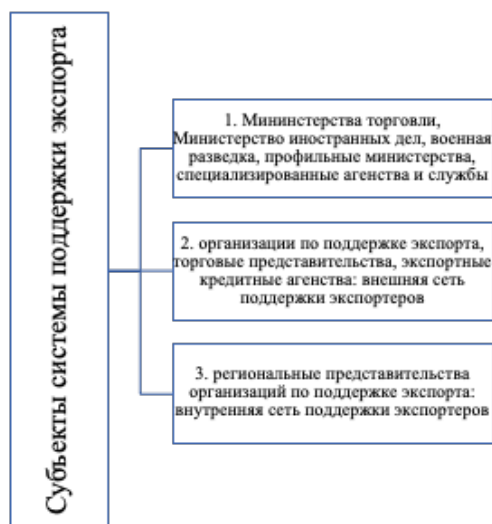 Субъекты системы поддержки экспорта
1. Мининстерства торговли,
Министерство иностранных дел, военная
разведка, профильные министерства,
специализированные агенства и службы
2. организации по поддержке экспорта,
торговые представительства, экспортные
кредитные агенства: внешняя сеть
поддержки экспортеров
3. региональные представительства
организаций по поддержке экспорта:
внутренняя сеть поддержки экспортеров